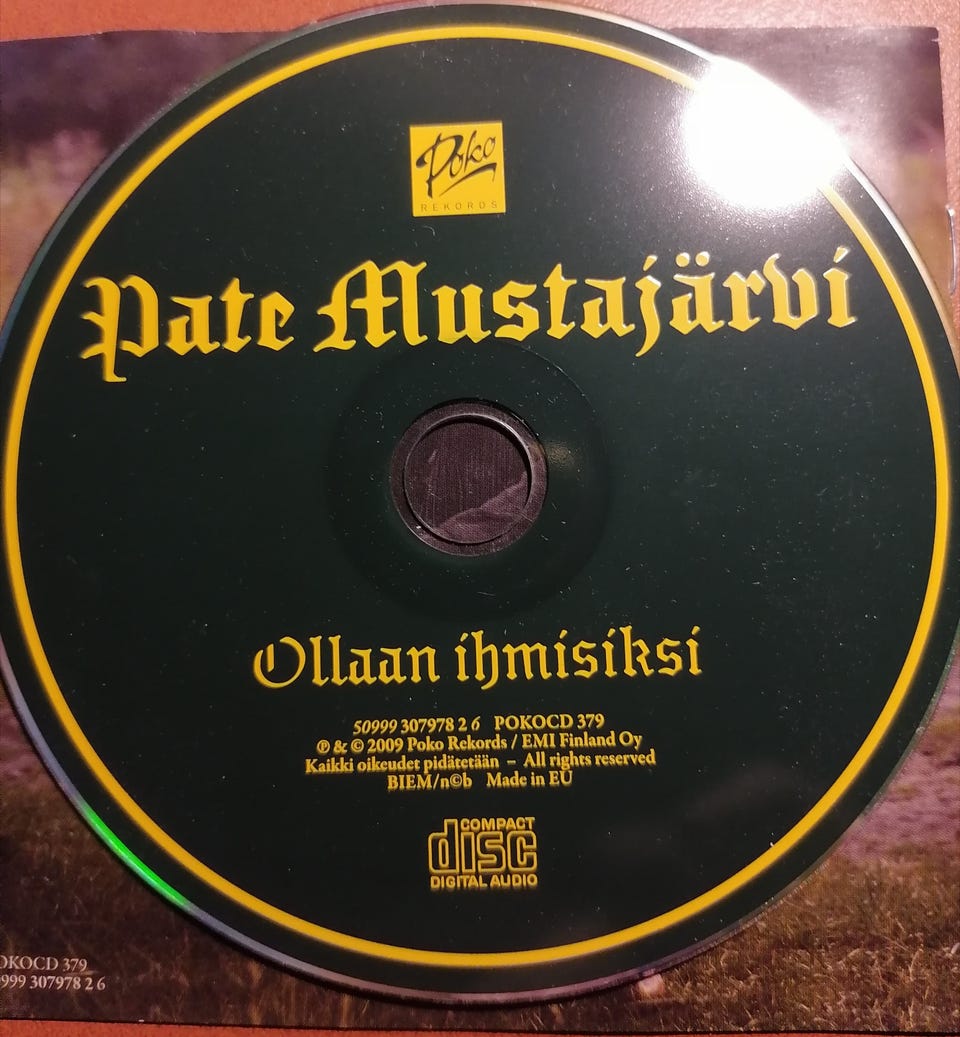 Poko
REKORDS
Pate Mustajärvi
Ollaan ihmisiksi
50999 307978 2 6 POKOCD 379
℗ & © 2009 Poko Rekords / EMI Finland Oy
Kaikki oikeudet pidätetään – All rights reserved
BIEM/n©b Made in EU
COMPACT
disc
DIGITAL AUDIO
OKOCD 379
999 307978 2 6